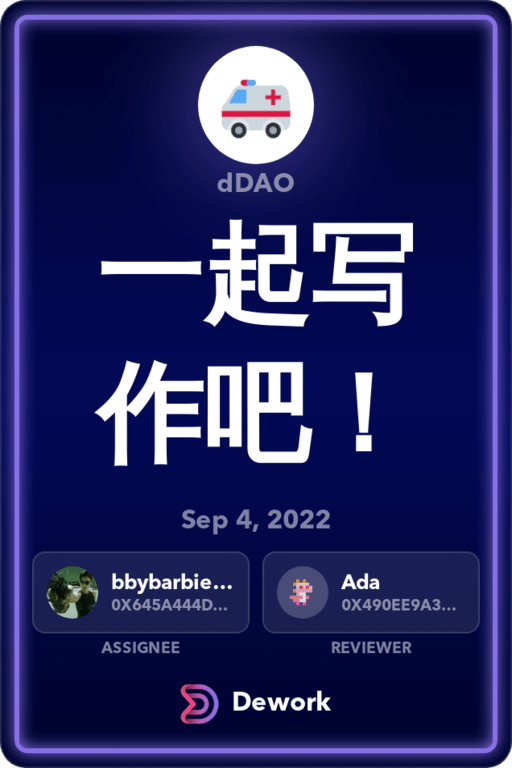 dDAO
一起写
作吧！
Sep 4, 2022
bbybarbie...
0X645A444D...
Ada
0X490EE9A3...
ASSIGNEE
REVIEWER
Dework